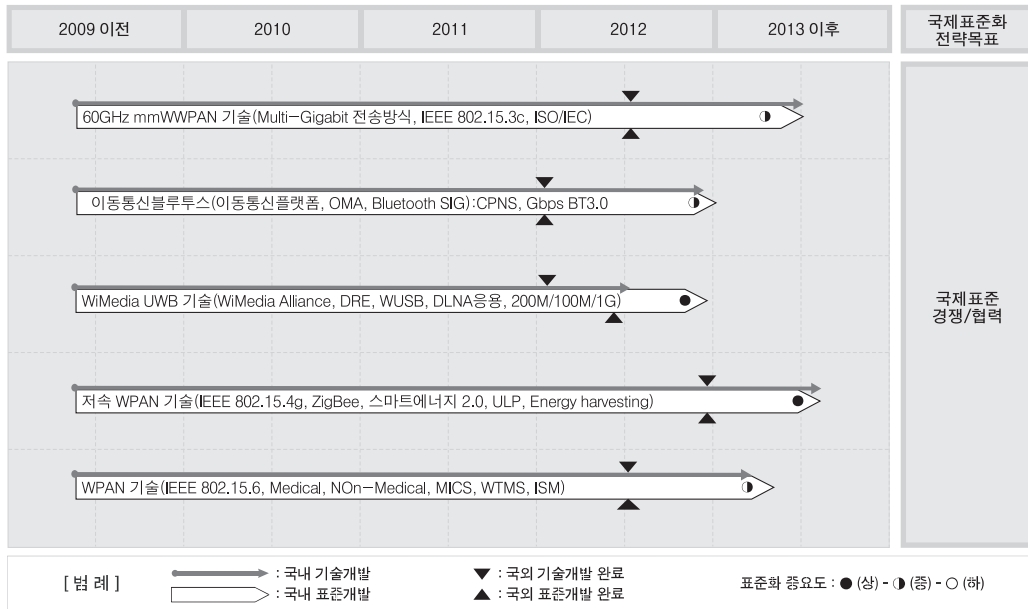 2009 이전
2010
2011
2012
2013 이후
국제표준화
전략목표
60GHz mmWWPAN 기술(Multi-Gigabit 전송방식, IEEE 802.15.3c, ISO/IEC)
이동통신블루투스(이동통신플랫폼, OMA, Bluetooth SIG):CPNS, Gbps BT3.0
WiMedia UWB 기술(WiMedia Alliance, DRE, WUSB, DLNA응용, 200M/100M/1G)
국제표준
경쟁/협력
저속 WPAN 기술(IEEE 802.15.4g, ZigBee, 스마트에너지 2.0, ULP, Energy harvesting)
WPAN 기술(IEEE 802.15.6, Medical, NOn-Medical, MICS, WTMS, ISM)
[범례]
: 국내 기술개발
: 국내 표준개발
▼ : 국외 기술개발 완료
▲ : 국외 표준개발 완료
표준화 중요도 : ● (상) - ◑ (중) - ○ (하)